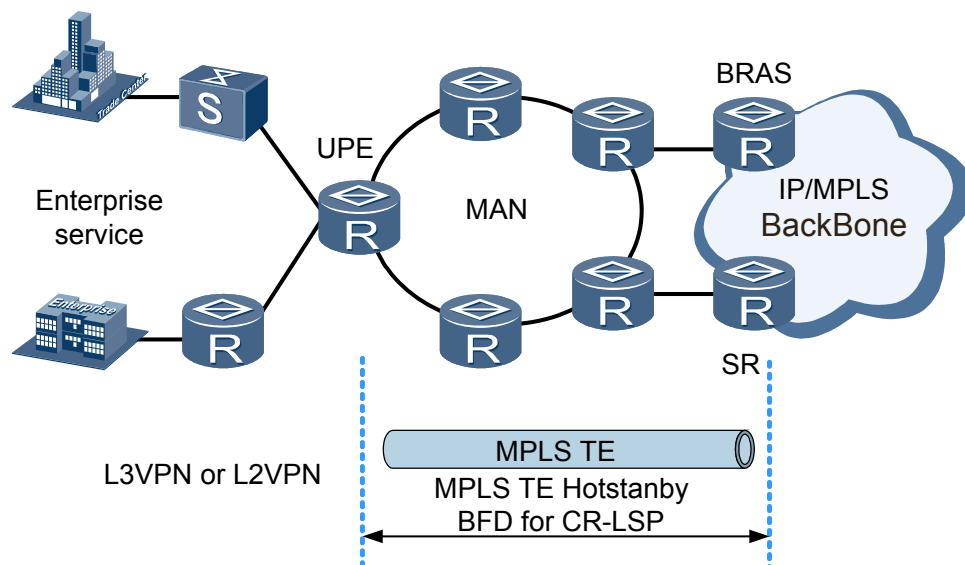 BRAS
Trade Center
S
R
R
R
UPE
R
Enterprise
service
MAN
IP/MPLS
BackBone
Enterprise
R
R
R
R
SR
MPLS TE
L3VPN or L2VPN
MPLS TE Hotstanby
BFD for CR-LSP